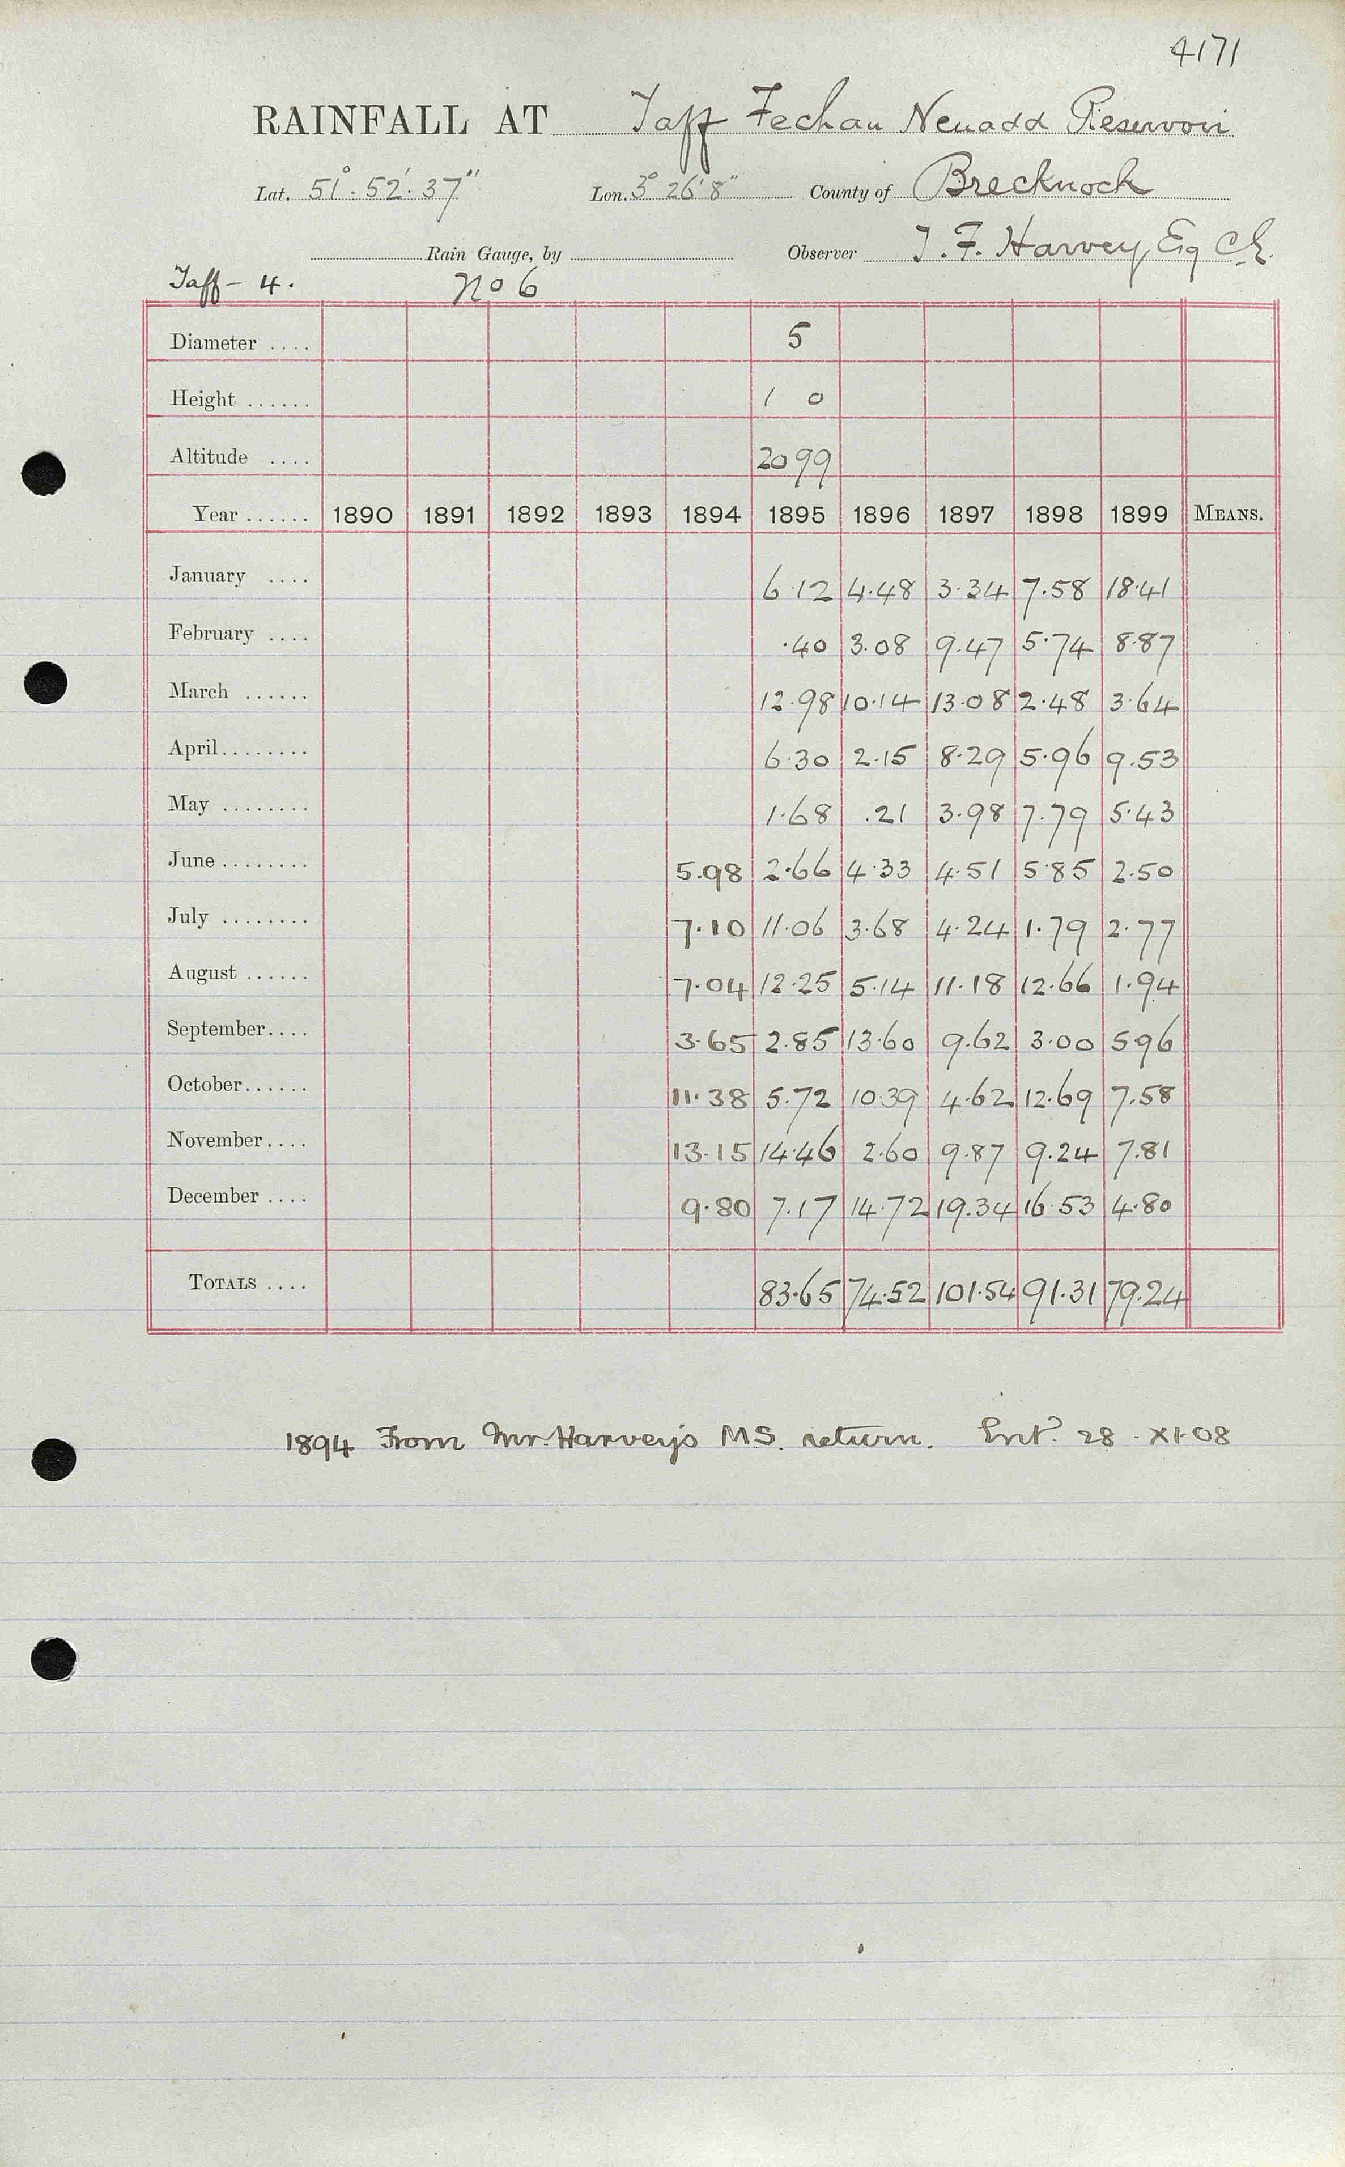 4171
RAINFALL AT Taff Fechan Neuadd Reservoir
Lat. 51° . 52' . 37" Lon. 3° 26' 8" County of Brecknock
Rain Gauge, by Observer T. F. Harvey, Esq C.E.
Taff - 4. No 6
Diameter .... 5
Height ...... 1 0
Altitude .... 2099
Year ...... 1890 1891 1892 1893 1894 1895 1896 1897 1898 1899 MEANS.
January .... 6.12 4.48 3.34 7.58 18.41
February .... .40 3.08 9.47 5.74 8.87
March ...... 12.98 10.14 13.08 2.48 3.64
April........ 6.30 2.15 8.29 5.96 9.53
May ........ 1.68 .21 3.98 7.79 5.43
June ........ 5.98 2.66 4.33 4.51 5.85 2.50
July ........ 7.10 11.06 3.68 4.24 1.79 2.77
August ...... 7.04 12.25 5.14 11.18 12.66 1.94
September.... 3.65 2.85 13.60 9.62 3.00 5.96
October...... 11.38 5.72 10.39 4.62 12.69 7.58
November.... 13.15 14.46 2.60 9.87 9.24 7.81
December .... 9.80 7.17 14.72 19.34 16.53 4.80
TOTALS .... 83.65 74.52 101.54 91.31 79.24
1894 From Mr. Harvey's MS. return. Entd. 28 . XI.08